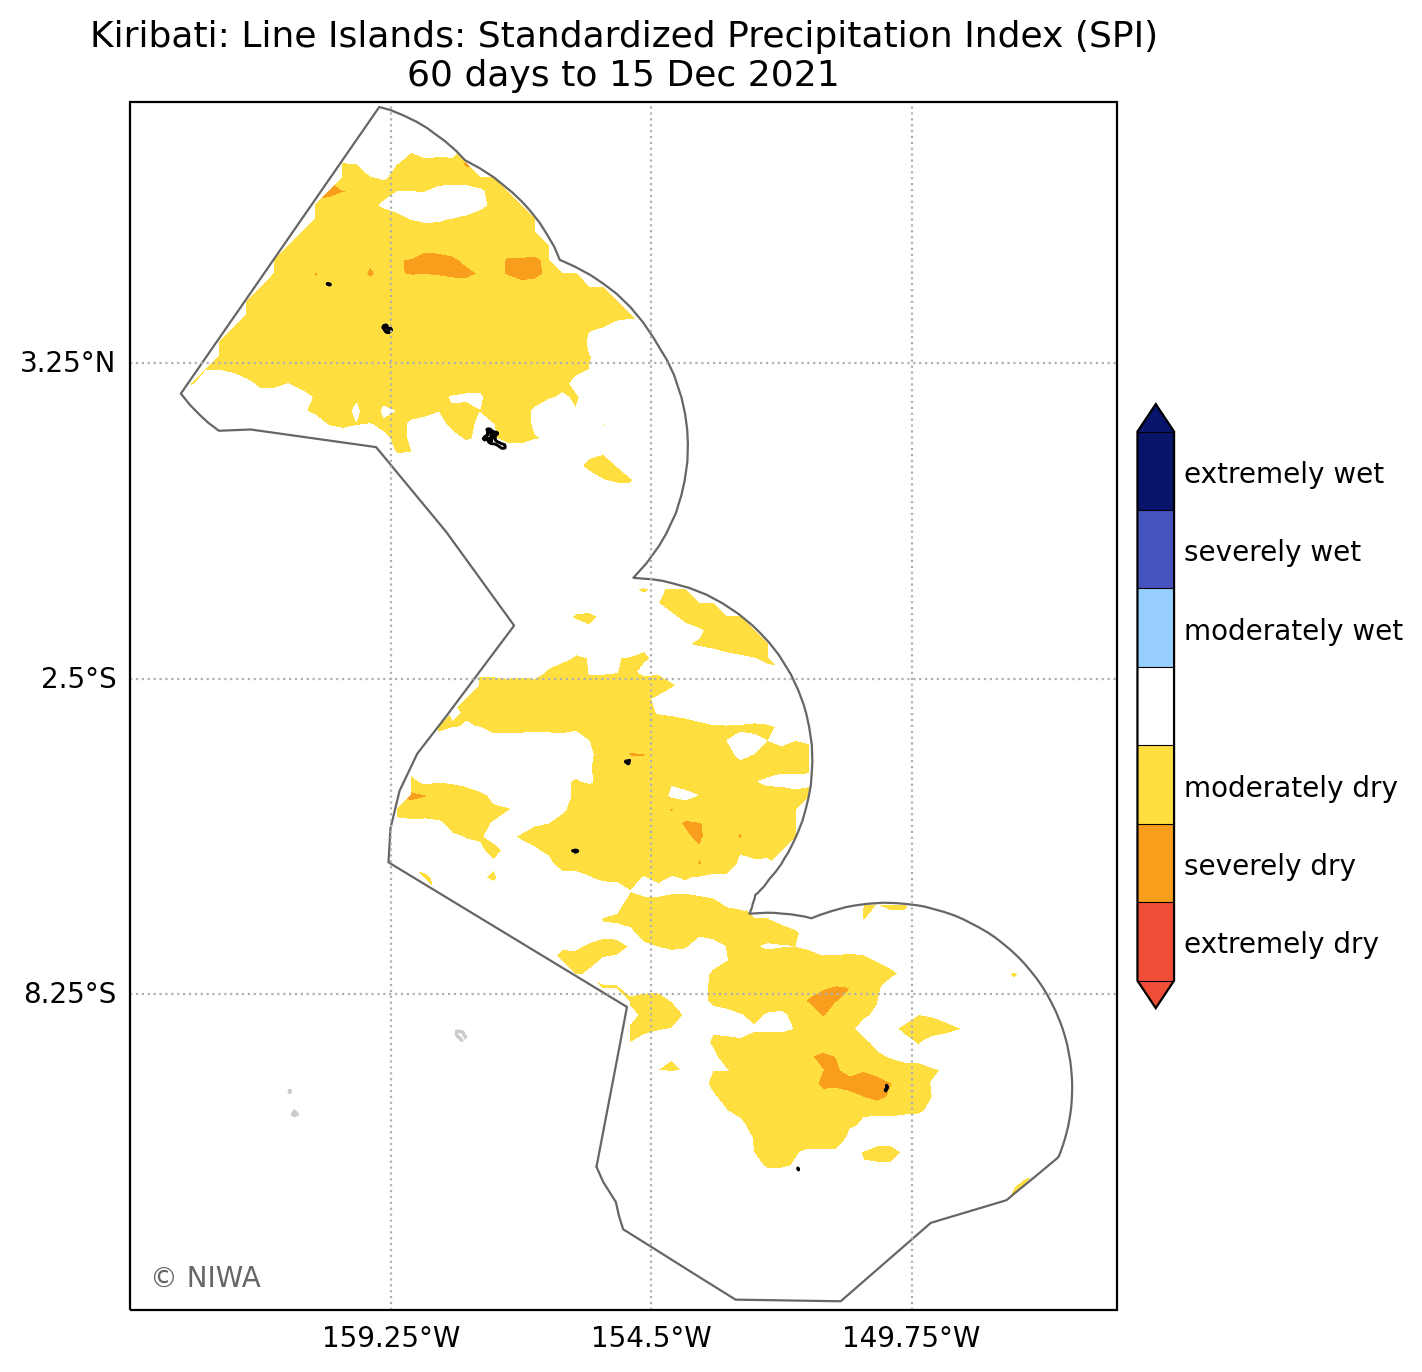 Kiribati: Line Islands: Standardized Precipitation Index (SPI)
60 days to 15 Dec 2021
3.25°N
2.5°S
8.25°S
159.25°W
154.5°W
149.75°W
extremely wet
severely wet
moderately wet
moderately dry
severely dry
extremely dry
© NIWA